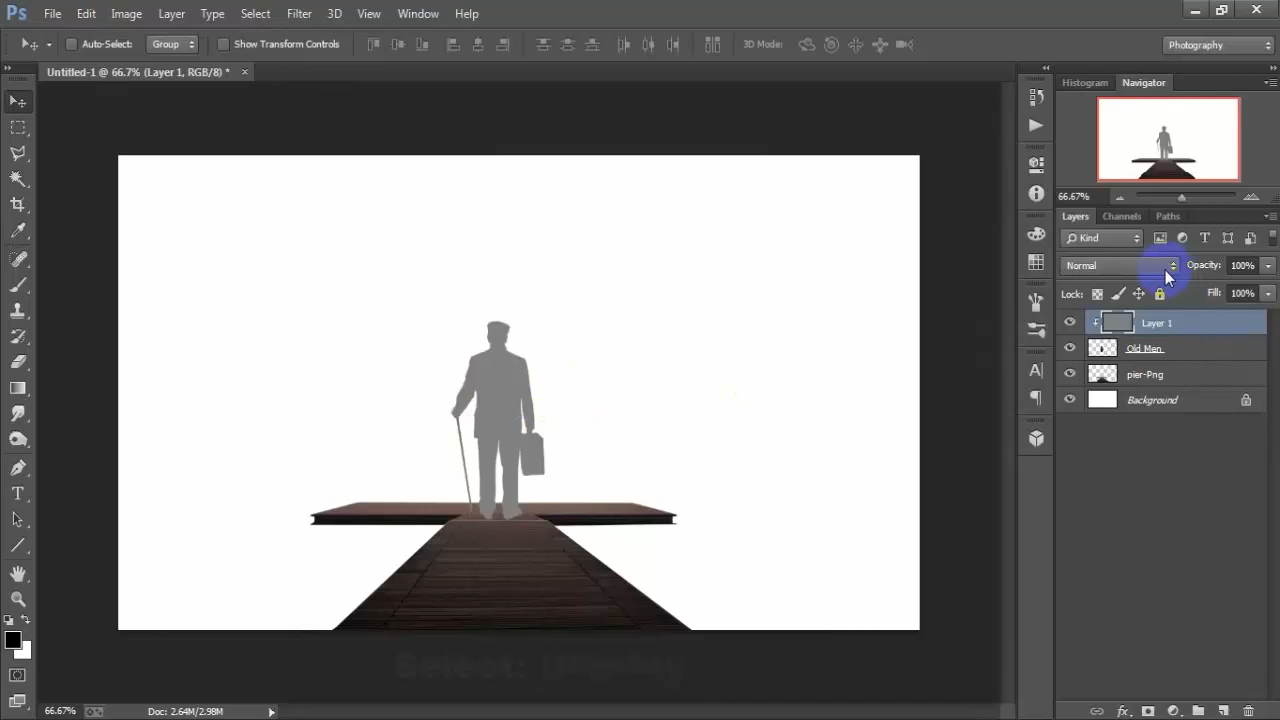 Ps File Edit Image Layer Type Select Filter 3D View Window Help
Auto-Select: Group Show Transform Controls 3D Mode: Photography
Untitled-1 @ 66.7% (Layer 1, RGB/8) * ×
Histogram Navigator
66.67%
Layers Channels Paths
Kind
Normal Opacity: 100%
Lock: Fill: 100%
Layer 1
Old Men
pier-Png
Background
Select: Overlay
66.67% Doc: 2.64M/2.98M